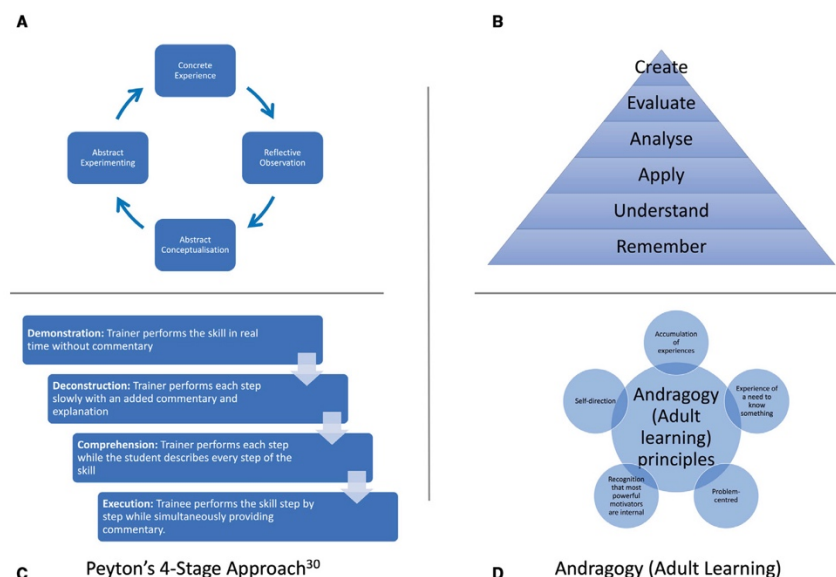 A
Concrete
Experience
Reflective
Observation
Abstract
Conceptualisation
Abstract
Experimenting
B
Create
Evaluate
Analyse
Apply
Understand
Remember
Demonstration: Trainer performs the skill in real
time without commentary
Deconstruction: Trainer performs each step
slowly with an added commentary and
explanation
Comprehension: Trainer performs each step
while the student describes every step of the
skill
Execution: Trainee performs the skill step by
step while simultaneously providing
commentary.
C
Peyton's 4-Stage Approach³⁰
Accumulation
of
experiences
Experience of
a need to
know
something
Problem-
centred
Recognition
that most
powerful
motivators
are internal
Self-direction
Andragogy
(Adult
learning)
principles
D
Andragogy (Adult Learning)